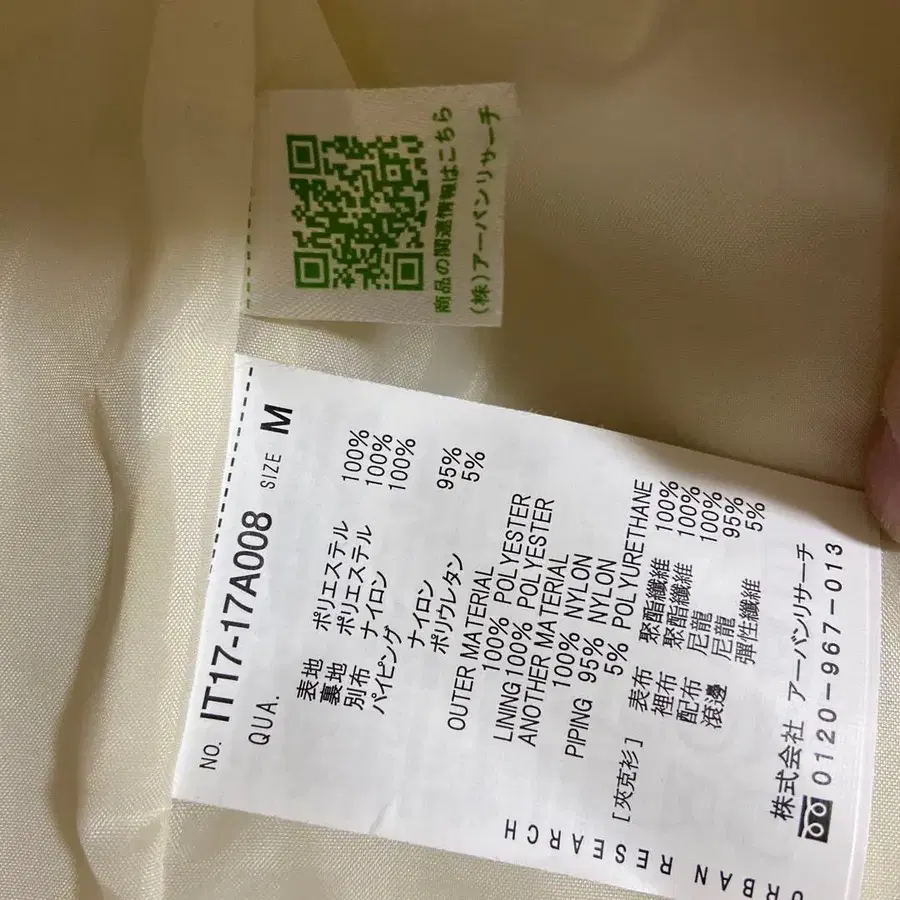 商品の関連情報はこちら
(株)アーバンリサーチ
NO. IT17-17A008
QUA. SIZE M
表地 ポリエステル 100%
裏地 ポリエステル 100%
別布 ナイロン 100%
パイピング
ナイロン 95%
ポリウレタン 5%
OUTER MATERIAL
100% POLYESTER
LINING 100% POLYESTER
ANOTHER MATERIAL
100% NYLON
PIPING 95% NYLON
5% POLYURETHANE
[夾克衫] 表布 聚酯纖維 100%
裡布 聚酯纖維 100%
配布 尼龍 100%
滾邊 尼龍 95%
彈性纖維 5%
株式会社 アーバンリサーチ
0120-967-013
RBAN RESEARCH